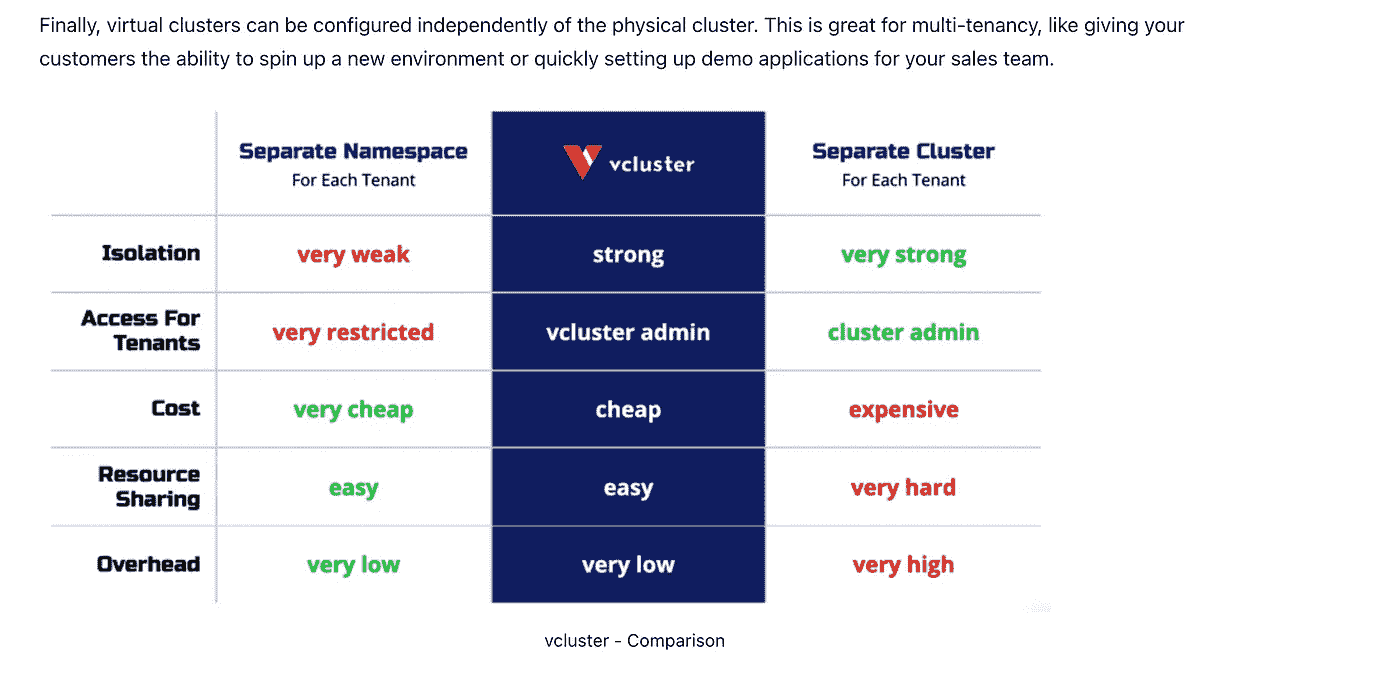 Finally, virtual clusters can be configured independently of the physical cluster. This is great for multi-tenancy, like giving your
customers the ability to spin up a new environment or quickly setting up demo applications for your sales team.
Separate Namespace
For Each Tenant
vcluster
Separate Cluster
For Each Tenant
Isolation
very weak
strong
very strong
Access For
Tenants
very restricted
vcluster admin
cluster admin
Cost
very cheap
cheap
expensive
Resource
Sharing
easy
easy
very hard
Overhead
very low
very low
very high
vcluster - Comparison